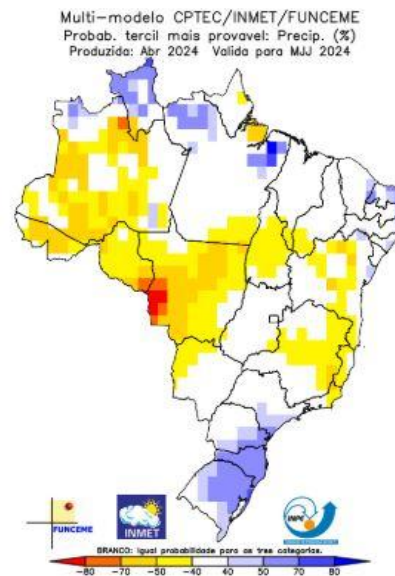 Multi-modelo CPTEC/INMET/FUNCEME
Probab. tercil mais provavel: Precip. (%)
Produzida: Abr 2024 Valida para MJJ 2024
FUNCEME
INMET
INPE
BRANCO: igual probabilidade para as tres categorias.
-80 -70 -40 40 50 70 80